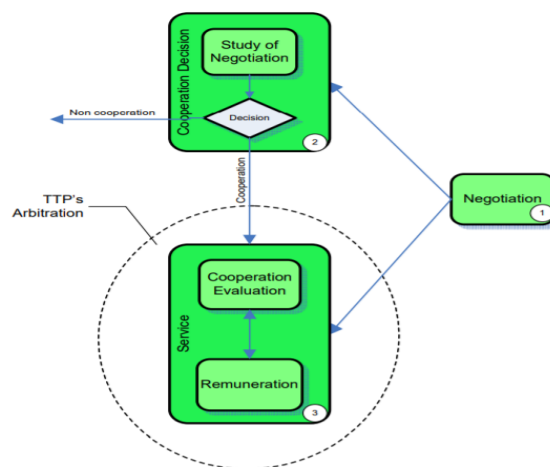 Cooperation Decision
Study of
Negotiation
Decision
Non cooperation
2
Cooperation
TTP's
Arbitration
Negotiation
1
Service
Cooperation
Evaluation
Remuneration
3